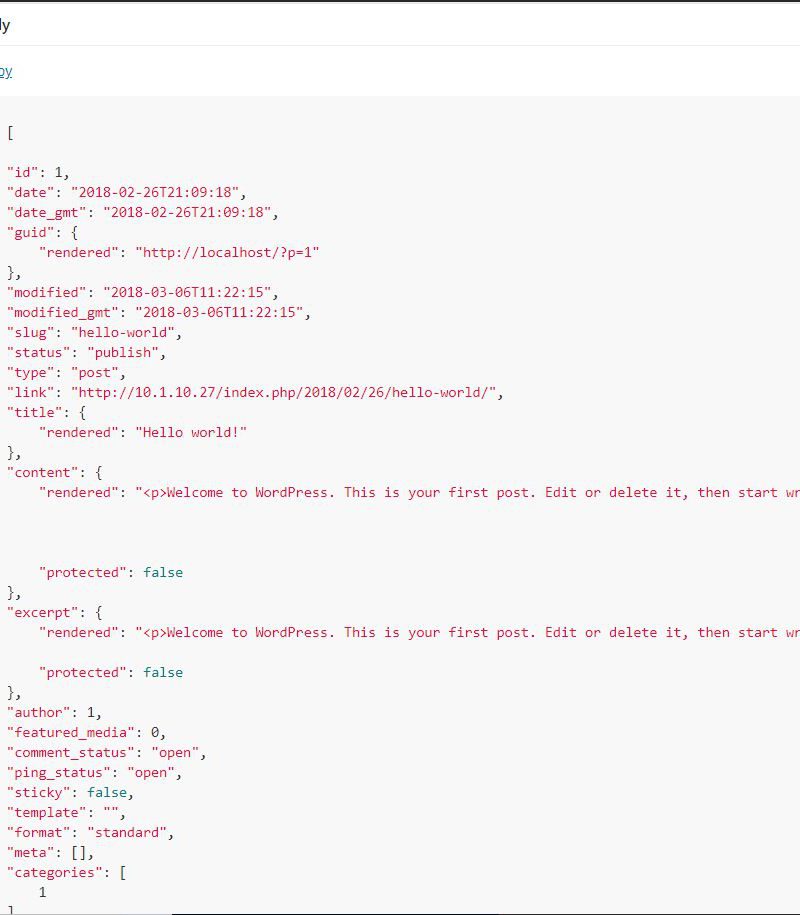 ly
py
[
"id": 1,
"date": "2018-02-26T21:09:18",
"date_gmt": "2018-02-26T21:09:18",
"guid": {
    "rendered": "http://localhost/?p=1"
},
"modified": "2018-03-06T11:22:15",
"modified_gmt": "2018-03-06T11:22:15",
"slug": "hello-world",
"status": "publish",
"type": "post",
"link": "http://10.1.10.27/index.php/2018/02/26/hello-world/",
"title": {
    "rendered": "Hello world!"
},
"content": {
    "rendered": "<p>Welcome to WordPress. This is your first post. Edit or delete it, then start wr
    "protected": false
},
"excerpt": {
    "rendered": "<p>Welcome to WordPress. This is your first post. Edit or delete it, then start wr
    "protected": false
},
"author": 1,
"featured_media": 0,
"comment_status": "open",
"ping_status": "open",
"sticky": false,
"template": "",
"format": "standard",
"meta": [],
"categories": [
    1
]